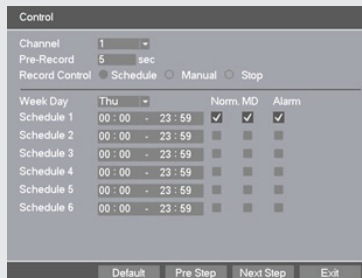 Control
Channel 1
Pre-Record 5 sec
Record Control Schedule Manual Stop
Week Day Thu Norm. MD Alarm
Schedule 1 00 : 00 - 23 : 59
Schedule 2 00 : 00 - 23 : 59
Schedule 3 00 : 00 - 23 : 59
Schedule 4 00 : 00 - 23 : 59
Schedule 5 00 : 00 - 23 : 59
Schedule 6 00 : 00 - 23 : 59
Default Pre Step Next Step Exit